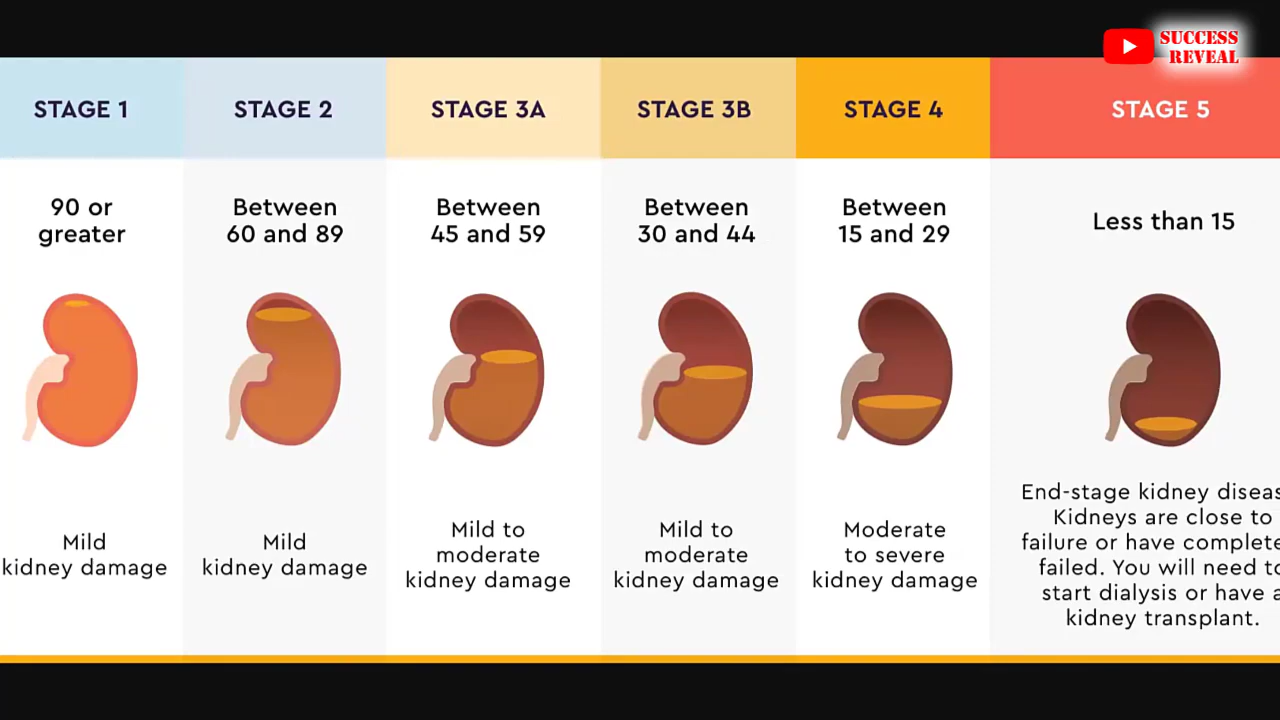 SUCCESS
REVEAL
STAGE 1
STAGE 2
STAGE 3A
STAGE 3B
STAGE 4
STAGE 5
90 or
greater
Between
60 and 89
Between
45 and 59
Between
30 and 44
Between
15 and 29
Less than 15
Mild
kidney damage
Mild
kidney damage
Mild to
moderate
kidney damage
Mild to
moderate
kidney damage
Moderate
to severe
kidney damage
End-stage kidney diseas
Kidneys are close to
failure or have complete
failed. You will need to
start dialysis or have a
kidney transplant.